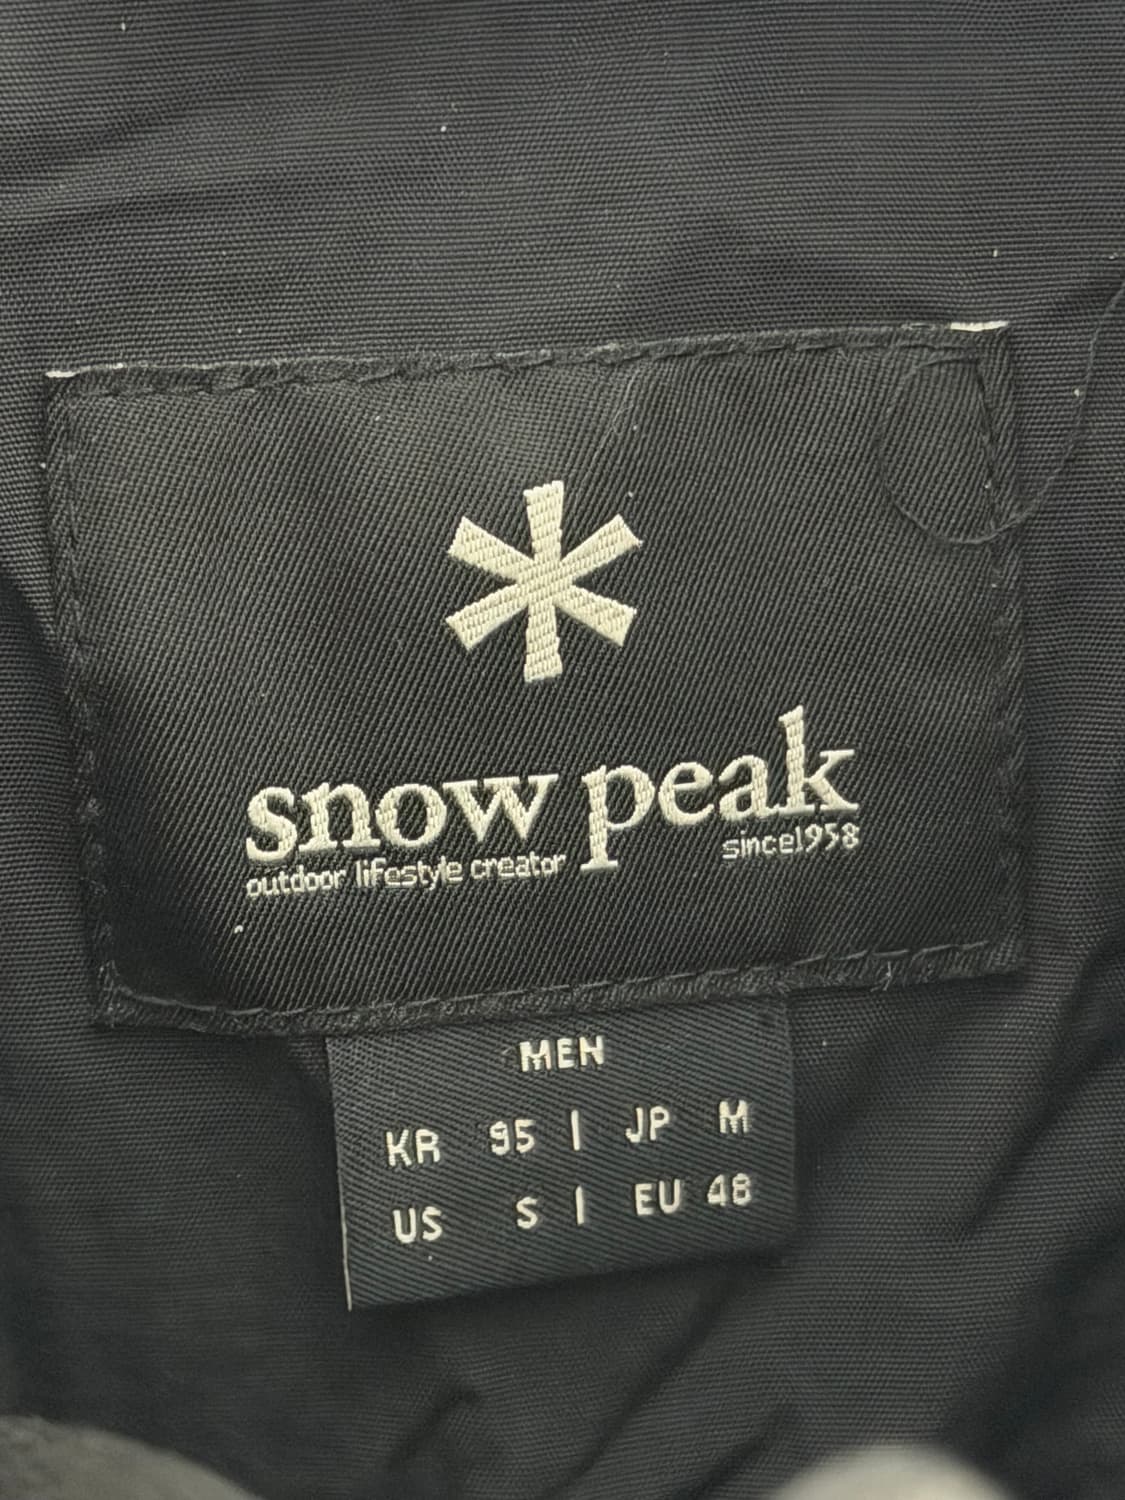 snow peak
outdoor lifestyle creator since1958
MEN
KR 95 | JP M
US S | EU 48